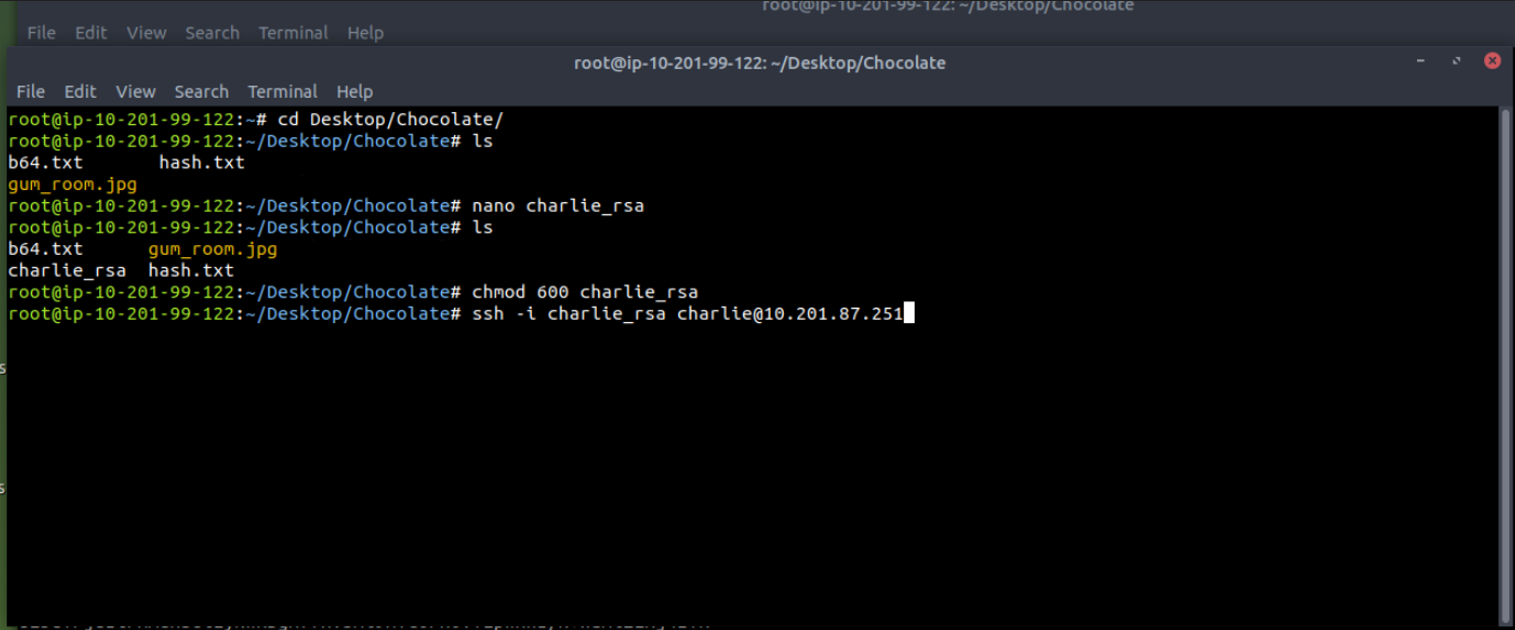 root@ip-10-201-99-122: ~/Desktop/Chocolate
File Edit View Search Terminal Help
root@ip-10-201-99-122: ~/Desktop/Chocolate
File Edit View Search Terminal Help
root@ip-10-201-99-122:~# cd Desktop/Chocolate/
root@ip-10-201-99-122:~/Desktop/Chocolate# ls
b64.txt hash.txt
gum_room.jpg
root@ip-10-201-99-122:~/Desktop/Chocolate# nano charlie_rsa
root@ip-10-201-99-122:~/Desktop/Chocolate# ls
b64.txt gum_room.jpg
charlie_rsa hash.txt
root@ip-10-201-99-122:~/Desktop/Chocolate# chmod 600 charlie_rsa
root@ip-10-201-99-122:~/Desktop/Chocolate# ssh -i charlie_rsa charlie@10.201.87.251